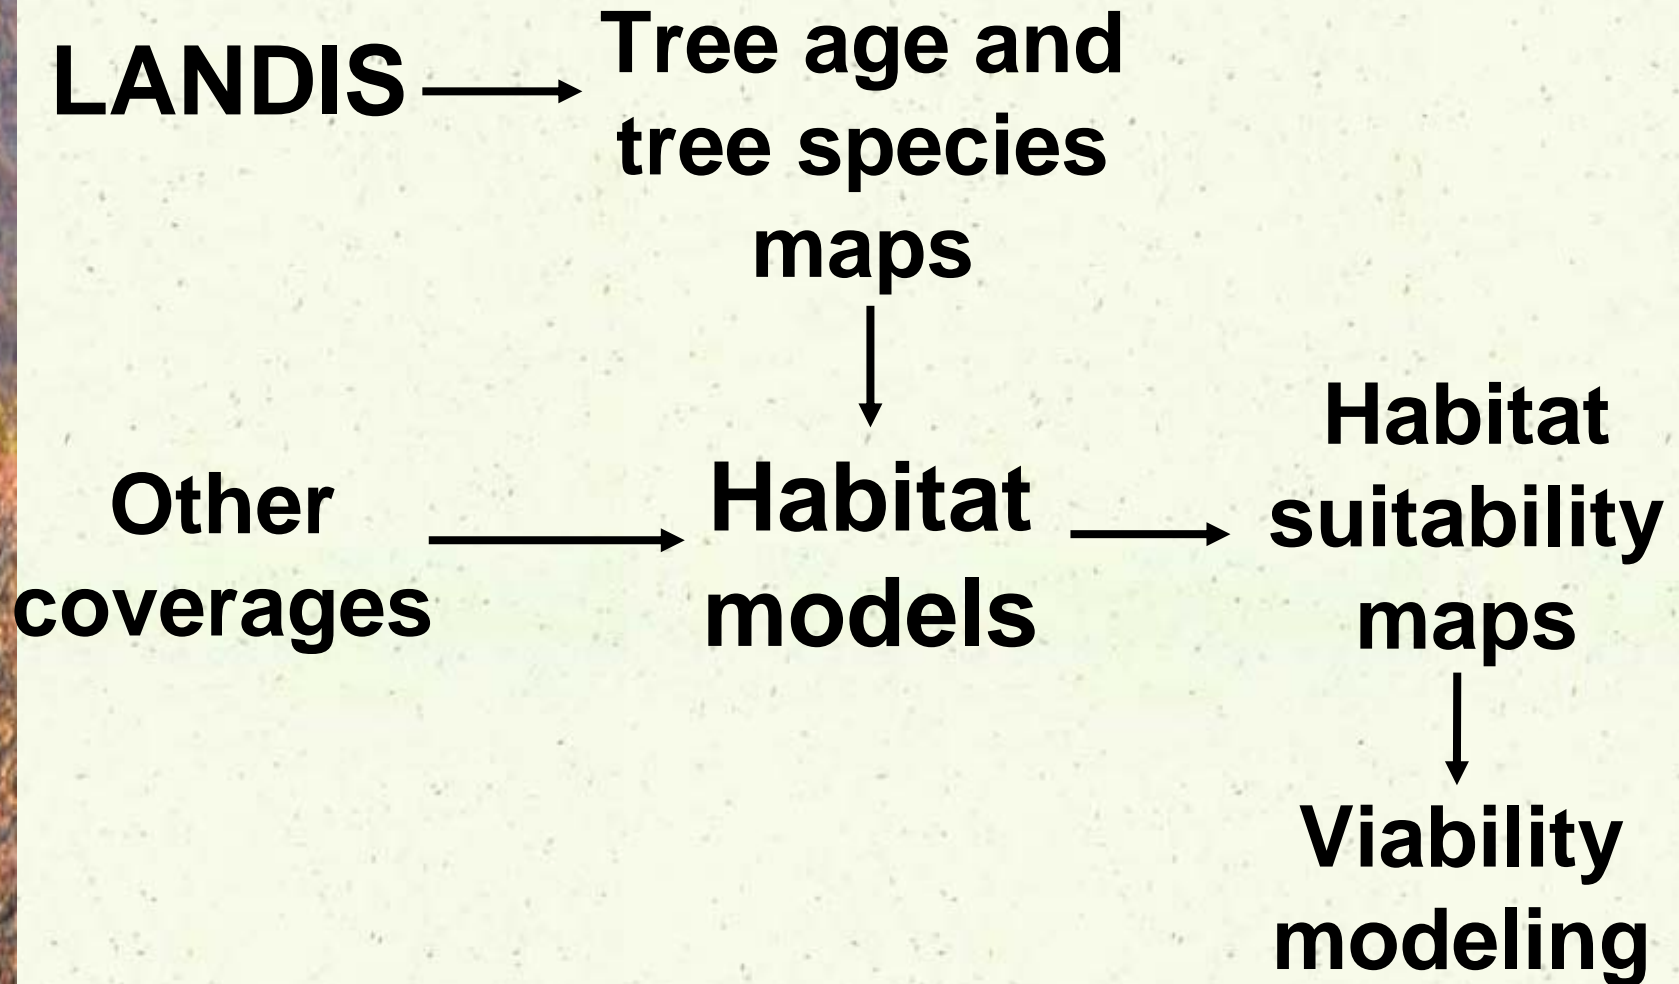 LANDIS
Tree age and
tree species
maps
Other
coverages
Habitat
models
Habitat
suitability
maps
Viability
modeling